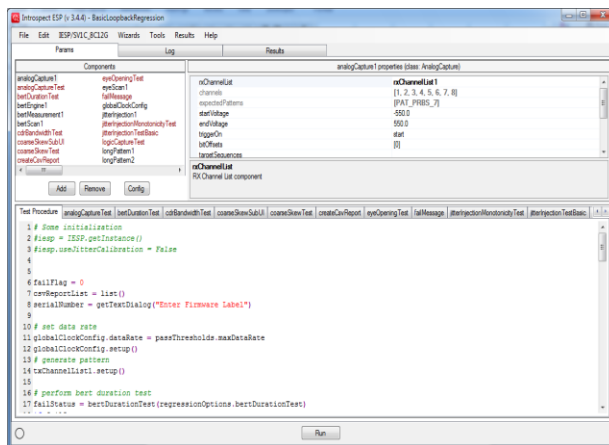 Introspect ESP (v 3.4.4) - BasicLoopbackRegression
File Edit IESP/SV1C_8C12G Wizards Tools Results Help
Params Log Results
Components
analogCapture1 eyeOpeningTest
analogCaptureTest eyeScan1
bertDurationTest failMessage
bertEngine1 globalClockConfig
bertMeasurement1 jitterInjection1
bertScan1 jitterInjectionMonotonicityTest
cdrBandwidthTest jitterInjectionTestBasic
coarseSkewSubUI logicCaptureTest
coarseSkewTest longPattern1
createCsvReport longPattern2
Add Remove Config
analogCapture1 properties (class: AnalogCapture)
rxChannelList rxChannelList1
channels [1, 2, 3, 4, 5, 6, 7, 8]
expectedPatterns [PAT_PRBS_7]
startVoltage -550.0
endVoltage 550.0
triggerOn start
bitOffsets [0]
targetSequences
rxChannelList
RX Channel List component
Test Procedure analogCaptureTest bertDurationTest cdrBandwidthTest coarseSkewSubUI coarseSkewTest createCsvReport eyeOpeningTest failMessage jitterInjectionMonotonicityTest jitterInjectionTestBasic
1 # Some initialization
2 #iesp = IESP.getInstance()
3 #iesp.useJitterCalibration = False
4
5
6 failFlag = 0
7 csvReportList = list()
8 serialNumber = getTextDialog("Enter Firmware Label")
9
10 # set data rate
11 globalClockConfig.dataRate = passThresholds.maxDataRate
12 globalClockConfig.setup()
13 # generate pattern
14 txChannelList1.setup()
15
16 # perform bert duration test
17 failStatus = bertDurationTest(regressionOptions.bertDurationTest)
Run